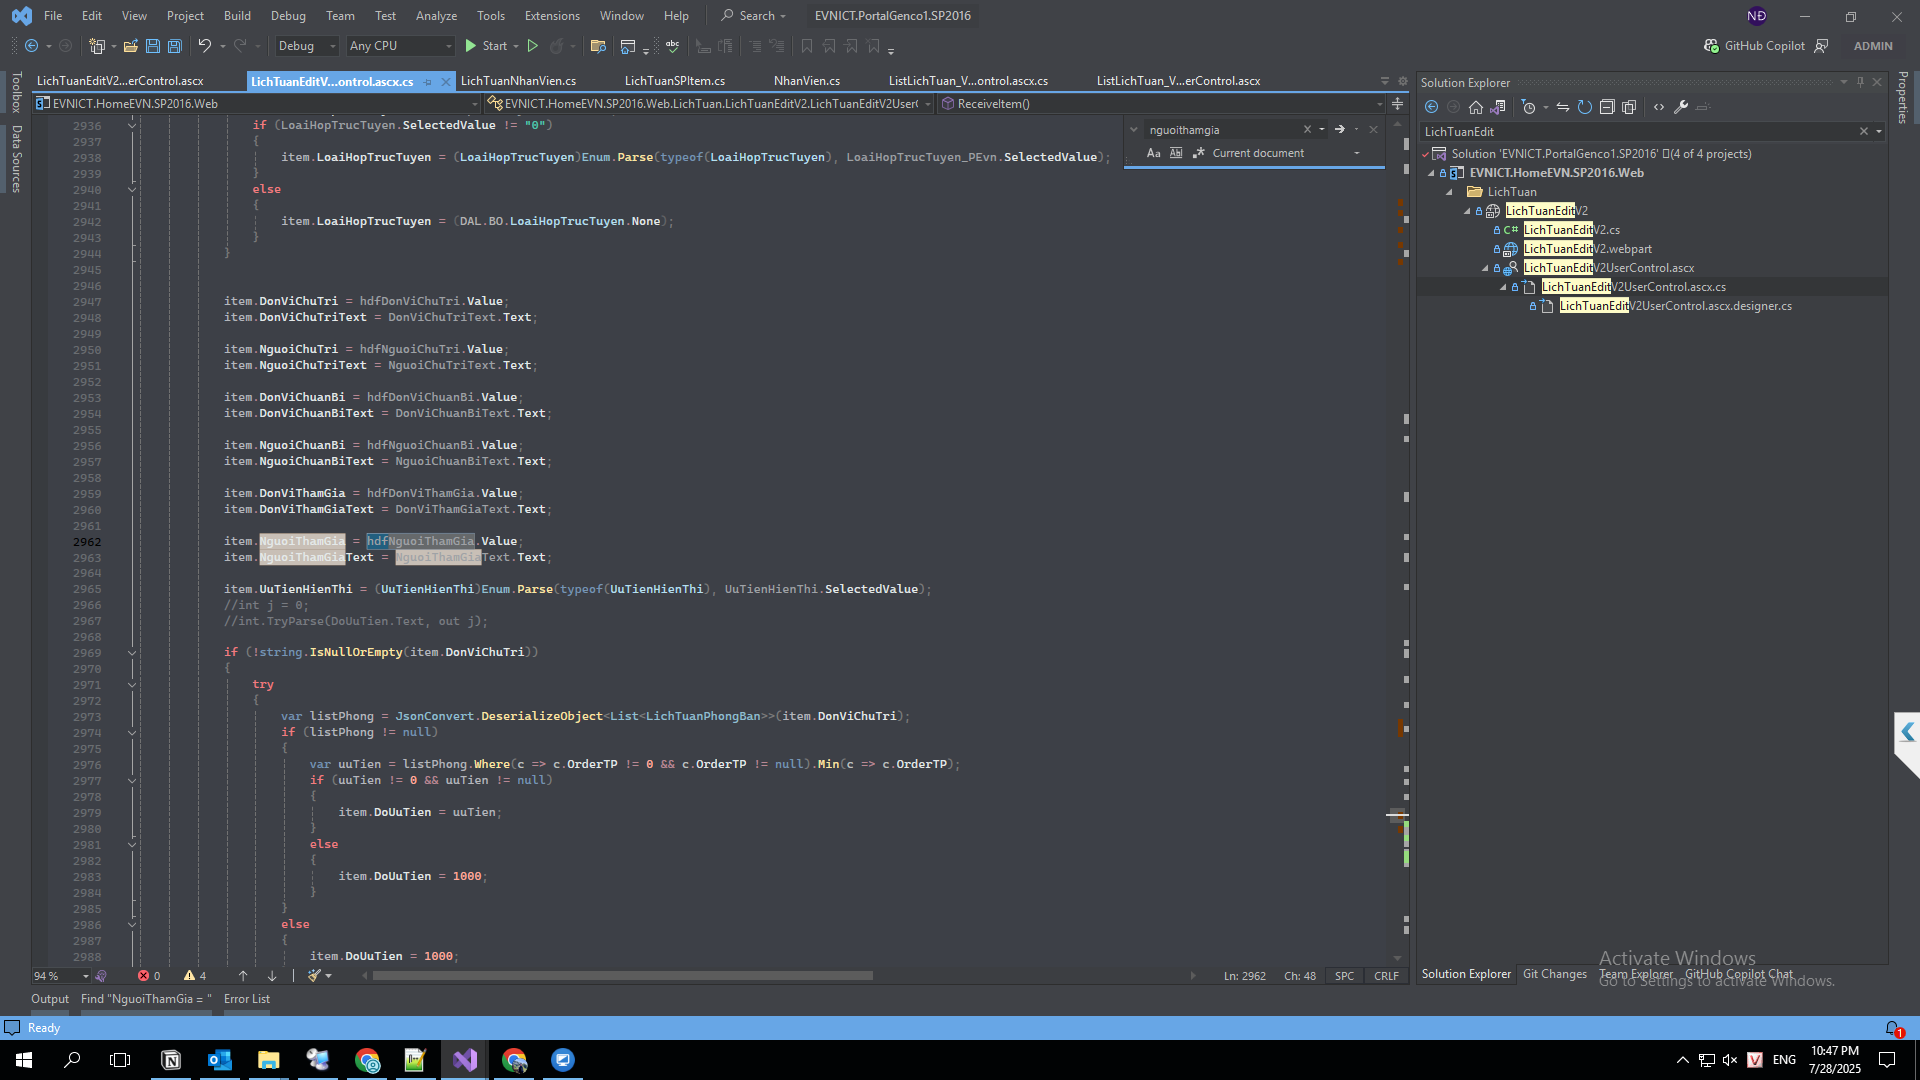 File Edit View Project Build Debug Team Test Analyze Tools Extensions Window Help Search EVNICT.PortalGenco1.SP2016 NĐ
Debug Any CPU Start GitHub Copilot ADMIN
LichTuanEditV2...erControl.ascx LichTuanEditV...ontrol.ascx.cs LichTuanNhanVien.cs LichTuanSPItem.cs NhanVien.cs ListLichTuan_V...ontrol.ascx.cs ListLichTuan_V...erControl.ascx
EVNICT.HomeEVN.SP2016.Web EVNICT.HomeEVN.SP2016.Web.LichTuan.LichTuanEditV2.LichTuanEditV2UserC ReceiveItem()
Toolbox
Data Sources
nguoithamgia
Aa Ab Current document
2936 if (LoaiHopTrucTuyen.SelectedValue != "0")
2937 {
2938 item.LoaiHopTrucTuyen = (LoaiHopTrucTuyen)Enum.Parse(typeof(LoaiHopTrucTuyen), LoaiHopTrucTuyen_PEvn.SelectedValue);
2939 }
2940 else
2941 {
2942 item.LoaiHopTrucTuyen = (DAL.BO.LoaiHopTrucTuyen.None);
2943 }
2944 }
2945
2946
2947 item.DonViChuTri = hdfDonViChuTri.Value;
2948 item.DonViChuTriText = DonViChuTriText.Text;
2949
2950 item.NguoiChuTri = hdfNguoiChuTri.Value;
2951 item.NguoiChuTriText = NguoiChuTriText.Text;
2952
2953 item.DonViChuanBi = hdfDonViChuanBi.Value;
2954 item.DonViChuanBiText = DonViChuanBiText.Text;
2955
2956 item.NguoiChuanBi = hdfNguoiChuanBi.Value;
2957 item.NguoiChuanBiText = NguoiChuanBiText.Text;
2958
2959 item.DonViThamGia = hdfDonViThamGia.Value;
2960 item.DonViThamGiaText = DonViThamGiaText.Text;
2961
2962 item.NguoiThamGia = hdfNguoiThamGia.Value;
2963 item.NguoiThamGiaText = NguoiThamGiaText.Text;
2964
2965 item.UuTienHienThi = (UuTienHienThi)Enum.Parse(typeof(UuTienHienThi), UuTienHienThi.SelectedValue);
2966 //int j = 0;
2967 //int.TryParse(DoUuTien.Text, out j);
2968
2969 if (!string.IsNullOrEmpty(item.DonViChuTri))
2970 {
2971 try
2972 {
2973 var listPhong = JsonConvert.DeserializeObject<List<LichTuanPhongBan>>(item.DonViChuTri);
2974 if (listPhong != null)
2975 {
2976 var uuTien = listPhong.Where(c => c.OrderTP != 0 && c.OrderTP != null).Min(c => c.OrderTP);
2977 if (uuTien != 0 && uuTien != null)
2978 {
2979 item.DoUuTien = uuTien;
2980 }
2981 else
2982 {
2983 item.DoUuTien = 1000;
2984 }
2985 }
2986 else
2987 {
2988 item.DoUuTien = 1000;
94 % 0 4 Ln: 2962 Ch: 48 SPC CRLF
Output Find "NguoiThamGia = " Error List
Solution Explorer
Properties
LichTuanEdit
Solution 'EVNICT.PortalGenco1.SP2016' (4 of 4 projects)
EVNICT.HomeEVN.SP2016.Web
LichTuan
LichTuanEditV2
C# LichTuanEditV2.cs
LichTuanEditV2.webpart
LichTuanEditV2UserControl.ascx
LichTuanEditV2UserControl.ascx.cs
LichTuanEditV2UserControl.ascx.designer.cs
Activate Windows
Go to Settings to activate Windows.
Solution Explorer Git Changes Team Explorer GitHub Copilot Chat
Ready 1
ENG 10:47 PM
7/28/2025